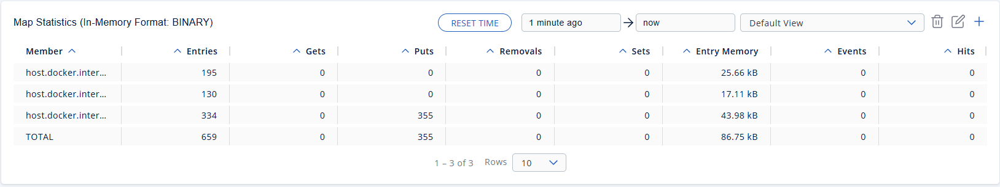 Map Statistics (In-Memory Format: BINARY) RESET TIME 1 minute ago now Default View
Member Entries Gets Puts Removals Sets Entry Memory Events Hits
host.docker.inter... 195 0 0 0 0 25.66 kB 0 0
host.docker.inter... 130 0 0 0 0 17.11 kB 0 0
host.docker.inter... 334 0 355 0 0 43.98 kB 0 0
TOTAL 659 0 355 0 0 86.75 kB 0 0
1 – 3 of 3 Rows 10